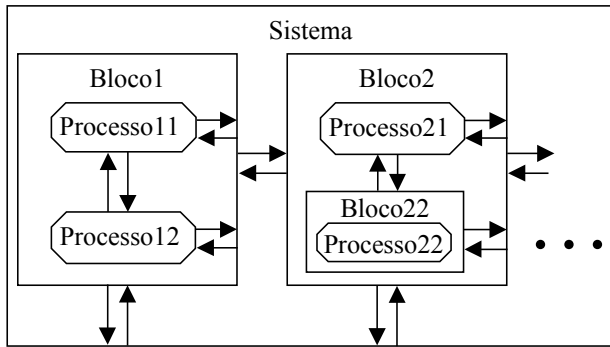 Sistema
Bloco1
Processo11
Processo12
Bloco2
Processo21
Bloco22
Processo22